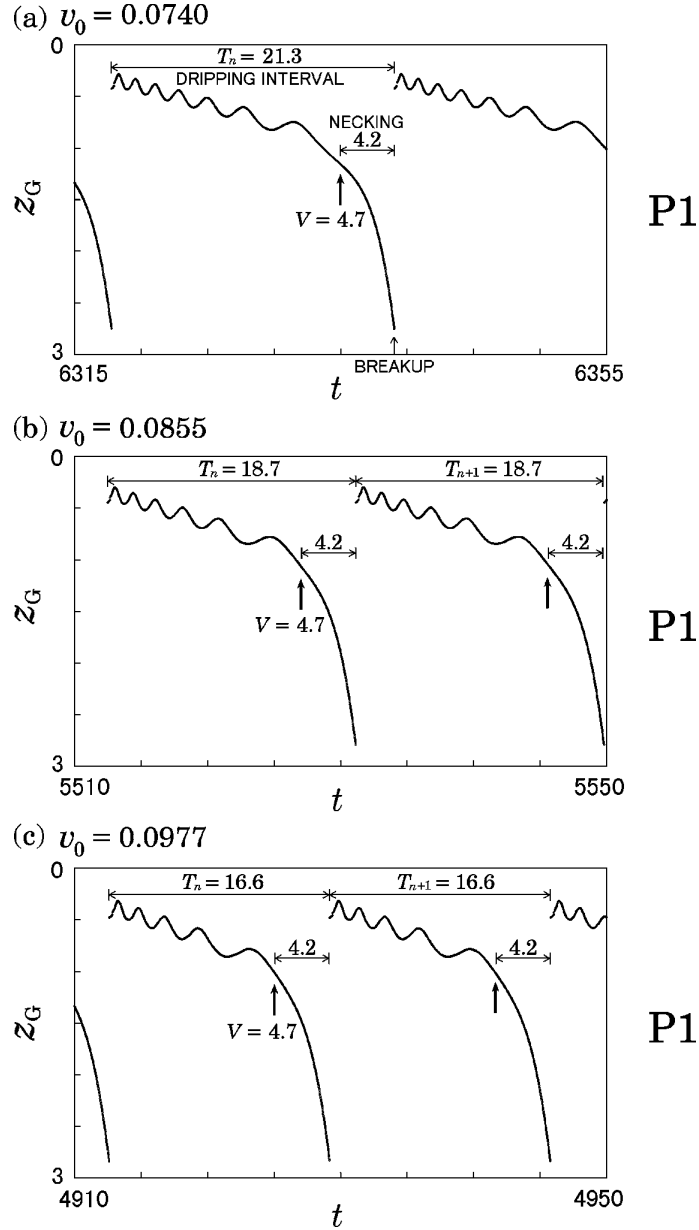 (a) v₀ = 0.0740
0
Tₙ = 21.3
DRIPPING INTERVAL
NECKING
4.2
V = 4.7
z_G
P1
3
6315
BREAKUP
6355
t
(b) v₀ = 0.0855
0
Tₙ = 18.7
Tₙ₊₁ = 18.7
4.2
4.2
V = 4.7
z_G
P1
3
5510
5550
t
(c) v₀ = 0.0977
0
Tₙ = 16.6
Tₙ₊₁ = 16.6
4.2
4.2
V = 4.7
z_G
P1
3
4910
4950
t